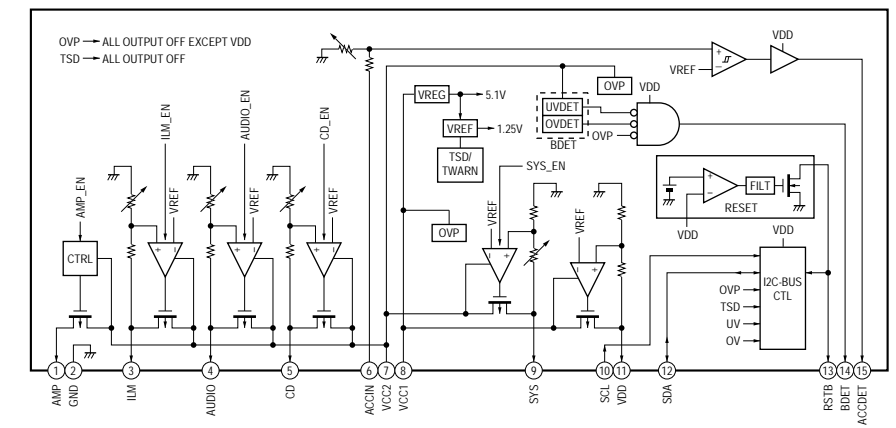 OVP → ALL OUTPUT OFF EXCEPT VDD
TSD → ALL OUTPUT OFF
VDD
VREF
OVP
VREG
5.1V
VREF
1.25V
TSD/
TWARN
UVDET
OVDET
BDET
OVP
VDD
AMP_EN
CTRL
ILM_EN
VREF
AUDIO_EN
VREF
CD_EN
VREF
OVP
SYS_EN
VREF
VREF
FILT
RESET
VDD
VDD
I2C-BUS
CTL
OVP
TSD
UV
OV
1
2
3
4
5
6
7
8
9
10
11
12
13
14
15
AMP
GND
ILM
AUDIO
CD
ACCIN
VCC2
VCC1
SYS
SCL
VDD
SDA
RSTB
BDET
ACCDET